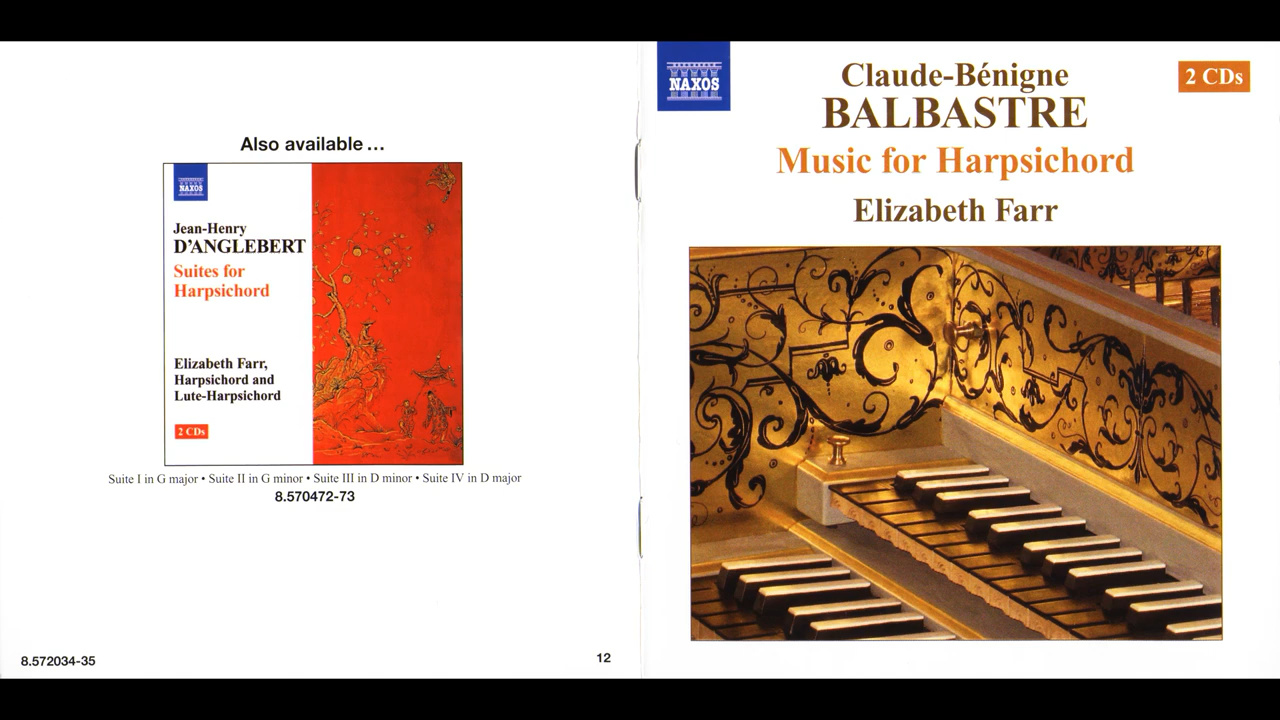 Also available …
NAXOS
Jean-Henry
D'ANGLEBERT
Suites for
Harpsichord
Elizabeth Farr,
Harpsichord and
Lute-Harpsichord
2 CDs
Suite I in G major • Suite II in G minor • Suite III in D minor • Suite IV in D major
8.570472-73
8.572034-35
12
NAXOS
Claude-Bénigne
BALBASTRE
2 CDs
Music for Harpsichord
Elizabeth Farr